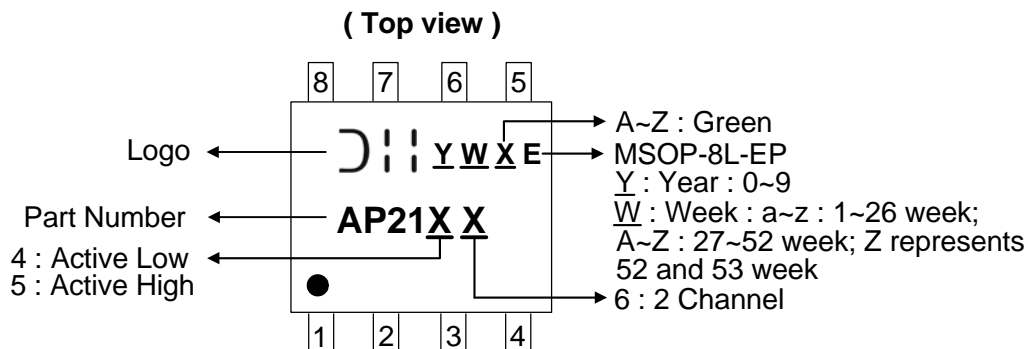 ( Top view )
8 7 6 5
Logo
Y W X E
A~Z : Green
MSOP-8L-EP
Y : Year : 0~9
W : Week : a~z : 1~26 week;
A~Z : 27~52 week; Z represents
52 and 53 week
Part Number
AP21X X
4 : Active Low
5 : Active High
6 : 2 Channel
1 2 3 4